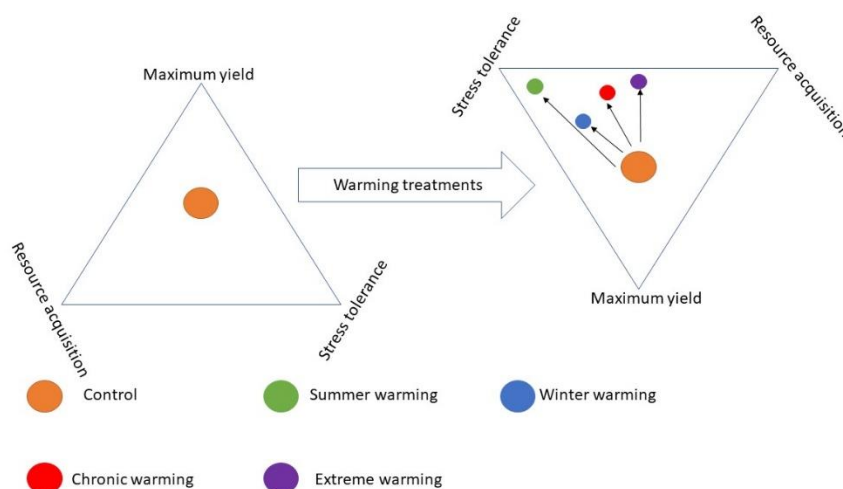 Maximum yield
Resource acquisition
Stress tolerance
Warming treatments
Stress tolerance
Resource acquisition
Maximum yield
Control
Summer warming
Winter warming
Chronic warming
Extreme warming